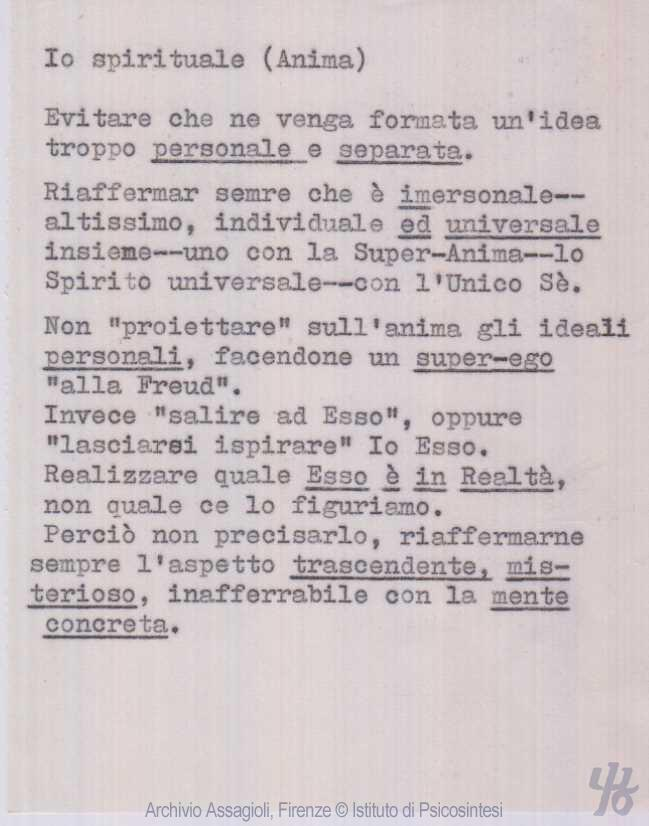 Io spirituale (Anima)
Evitare che ne venga formata un'idea
troppo personale e separata.
Riaffermar semre che è imersonale--
altissimo, individuale ed universale
insieme--uno con la Super-Anima--lo
Spirito universale--con l'Unico Sè.
Non "proiettare" sull'anima gli ideali
personali, facendone un super-ego
"alla Freud".
Invece "salire ad Esso", oppure
"lasciarsi ispirare" Io Esso.
Realizzare quale Esso è in Realtà,
non quale ce lo figuriamo.
Perciò non precisarlo, riaffermarne
sempre l'aspetto trascendente, mis-
terioso, inafferrabile con la mente
concreta.
Archivio Assagioli, Firenze © Istituto di Psicosintesi